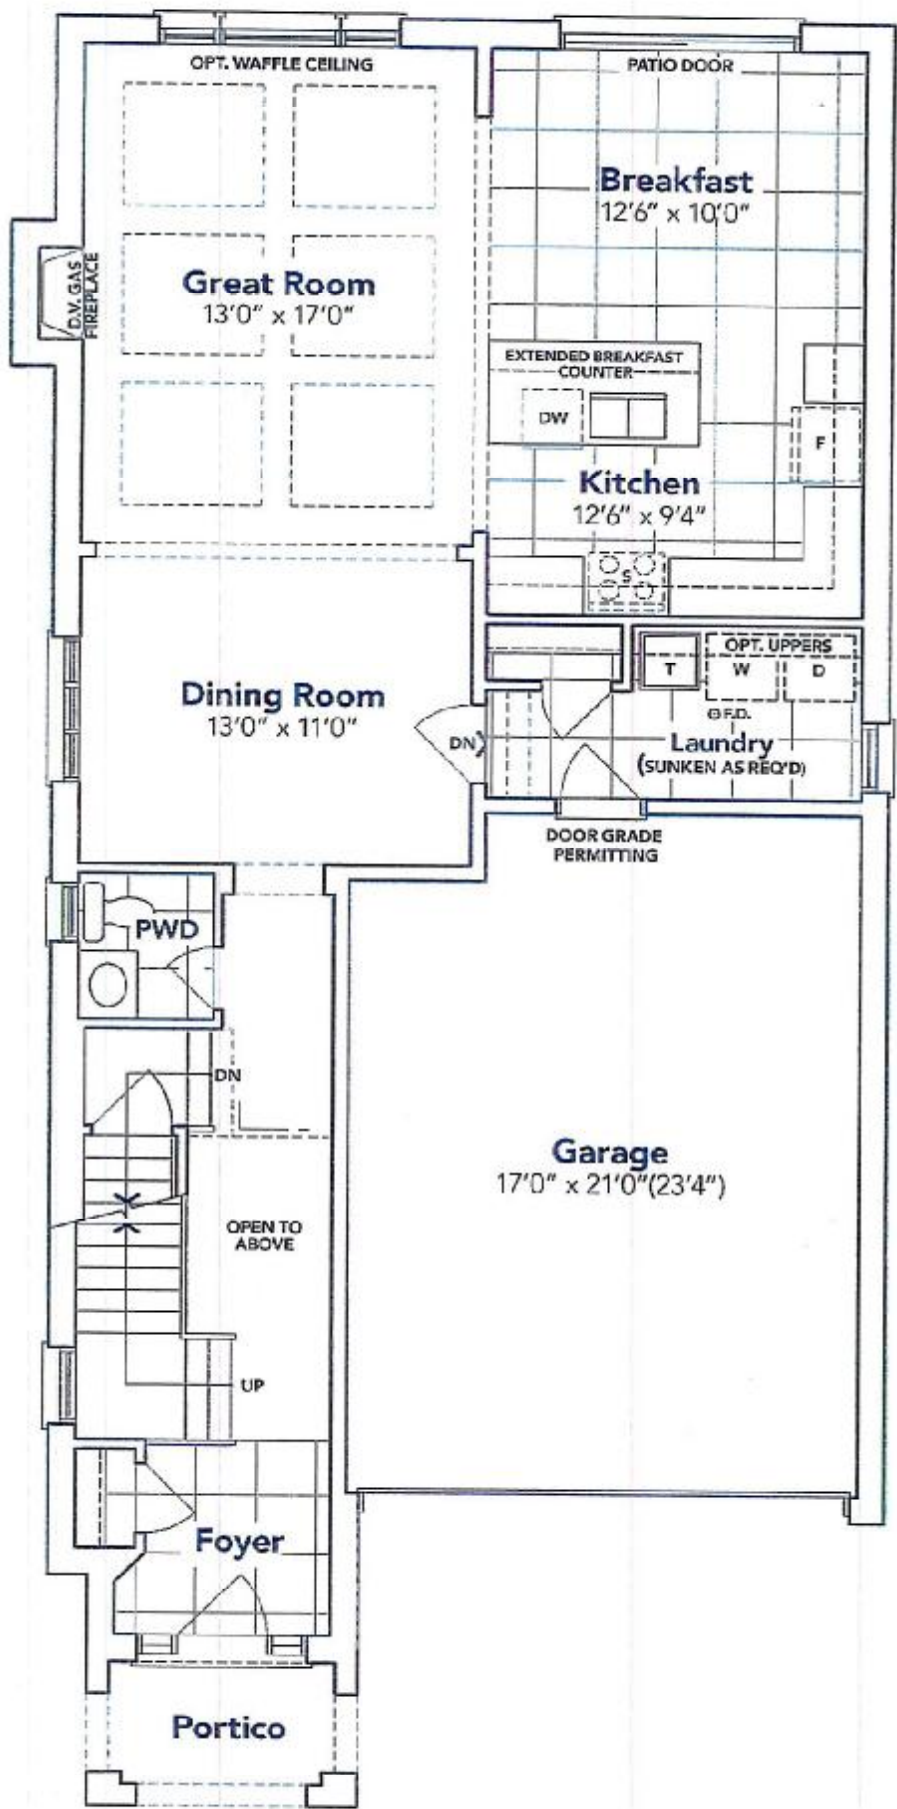 OPT. WAFFLE CEILING
PATIO DOOR
Breakfast
12'6" x 10'0"
D.V. GAS
FIREPLACE
Great Room
13'0" x 17'0"
EXTENDED BREAKFAST
COUNTER
DW
F
Kitchen
12'6" x 9'4"
S
OPT. UPPERS
T
W
D
F.D.
Dining Room
13'0" x 11'0"
DN
Laundry
(SUNKEN AS REQ'D)
DOOR GRADE
PERMITTING
PWD
DN
Garage
17'0" x 21'0"(23'4")
OPEN TO
ABOVE
UP
Foyer
Portico